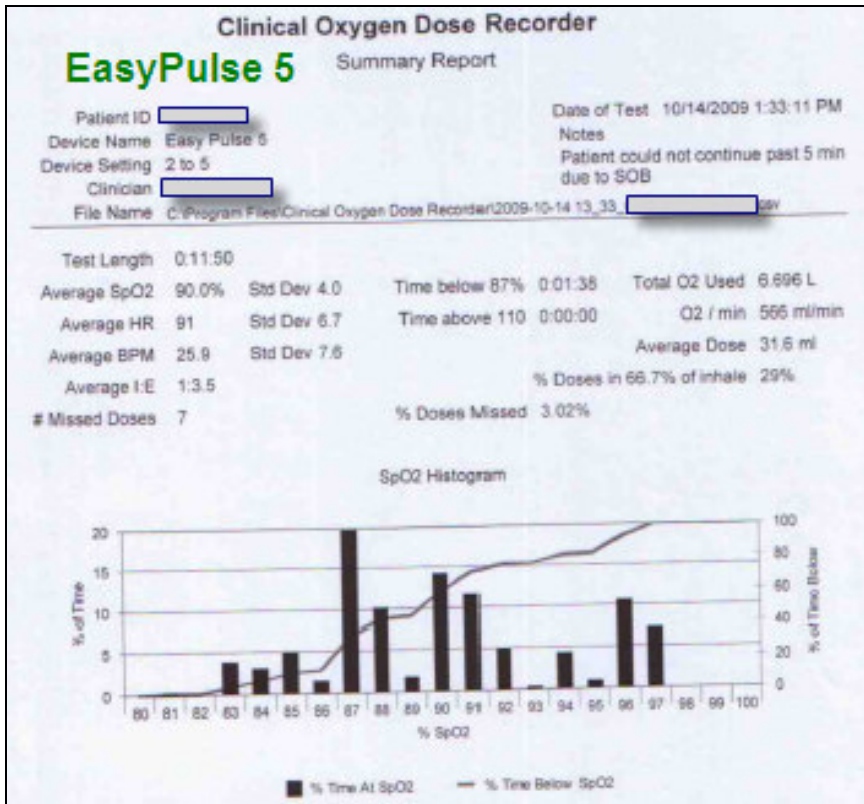 Clinical Oxygen Dose Recorder
EasyPulse 5
Summary Report
Patient ID
Date of Test 10/14/2009 1:33:11 PM
Device Name Easy Pulse 5
Notes
Device Setting 2 to 5
Patient could not continue past 5 min
due to SOB
Clinician
File Name C:\Program Files\Clinical Oxygen Dose Recorder\2009-10-14 13_33_
Test Length 0:11:50
Average SpO2 90.0% Std Dev 4.0 Time below 87% 0:01:38 Total O2 Used 6.696 L
Average HR 91 Std Dev 6.7 Time above 110 0:00:00 O2 / min 566 ml/min
Average BPM 25.9 Std Dev 7.6 Average Dose 31.6 ml
Average I:E 1:3.5 % Doses in 66.7% of inhale 29%
# Missed Doses 7 % Doses Missed 3.02%
SpO2 Histogram
20
15
10
5
0
% of Time
100
80
60
40
20
0
% of Time Below
80 81 82 83 84 85 86 87 88 89 90 91 92 93 94 95 96 97 98 99 100
% SpO2
% Time At SpO2 % Time Below SpO2